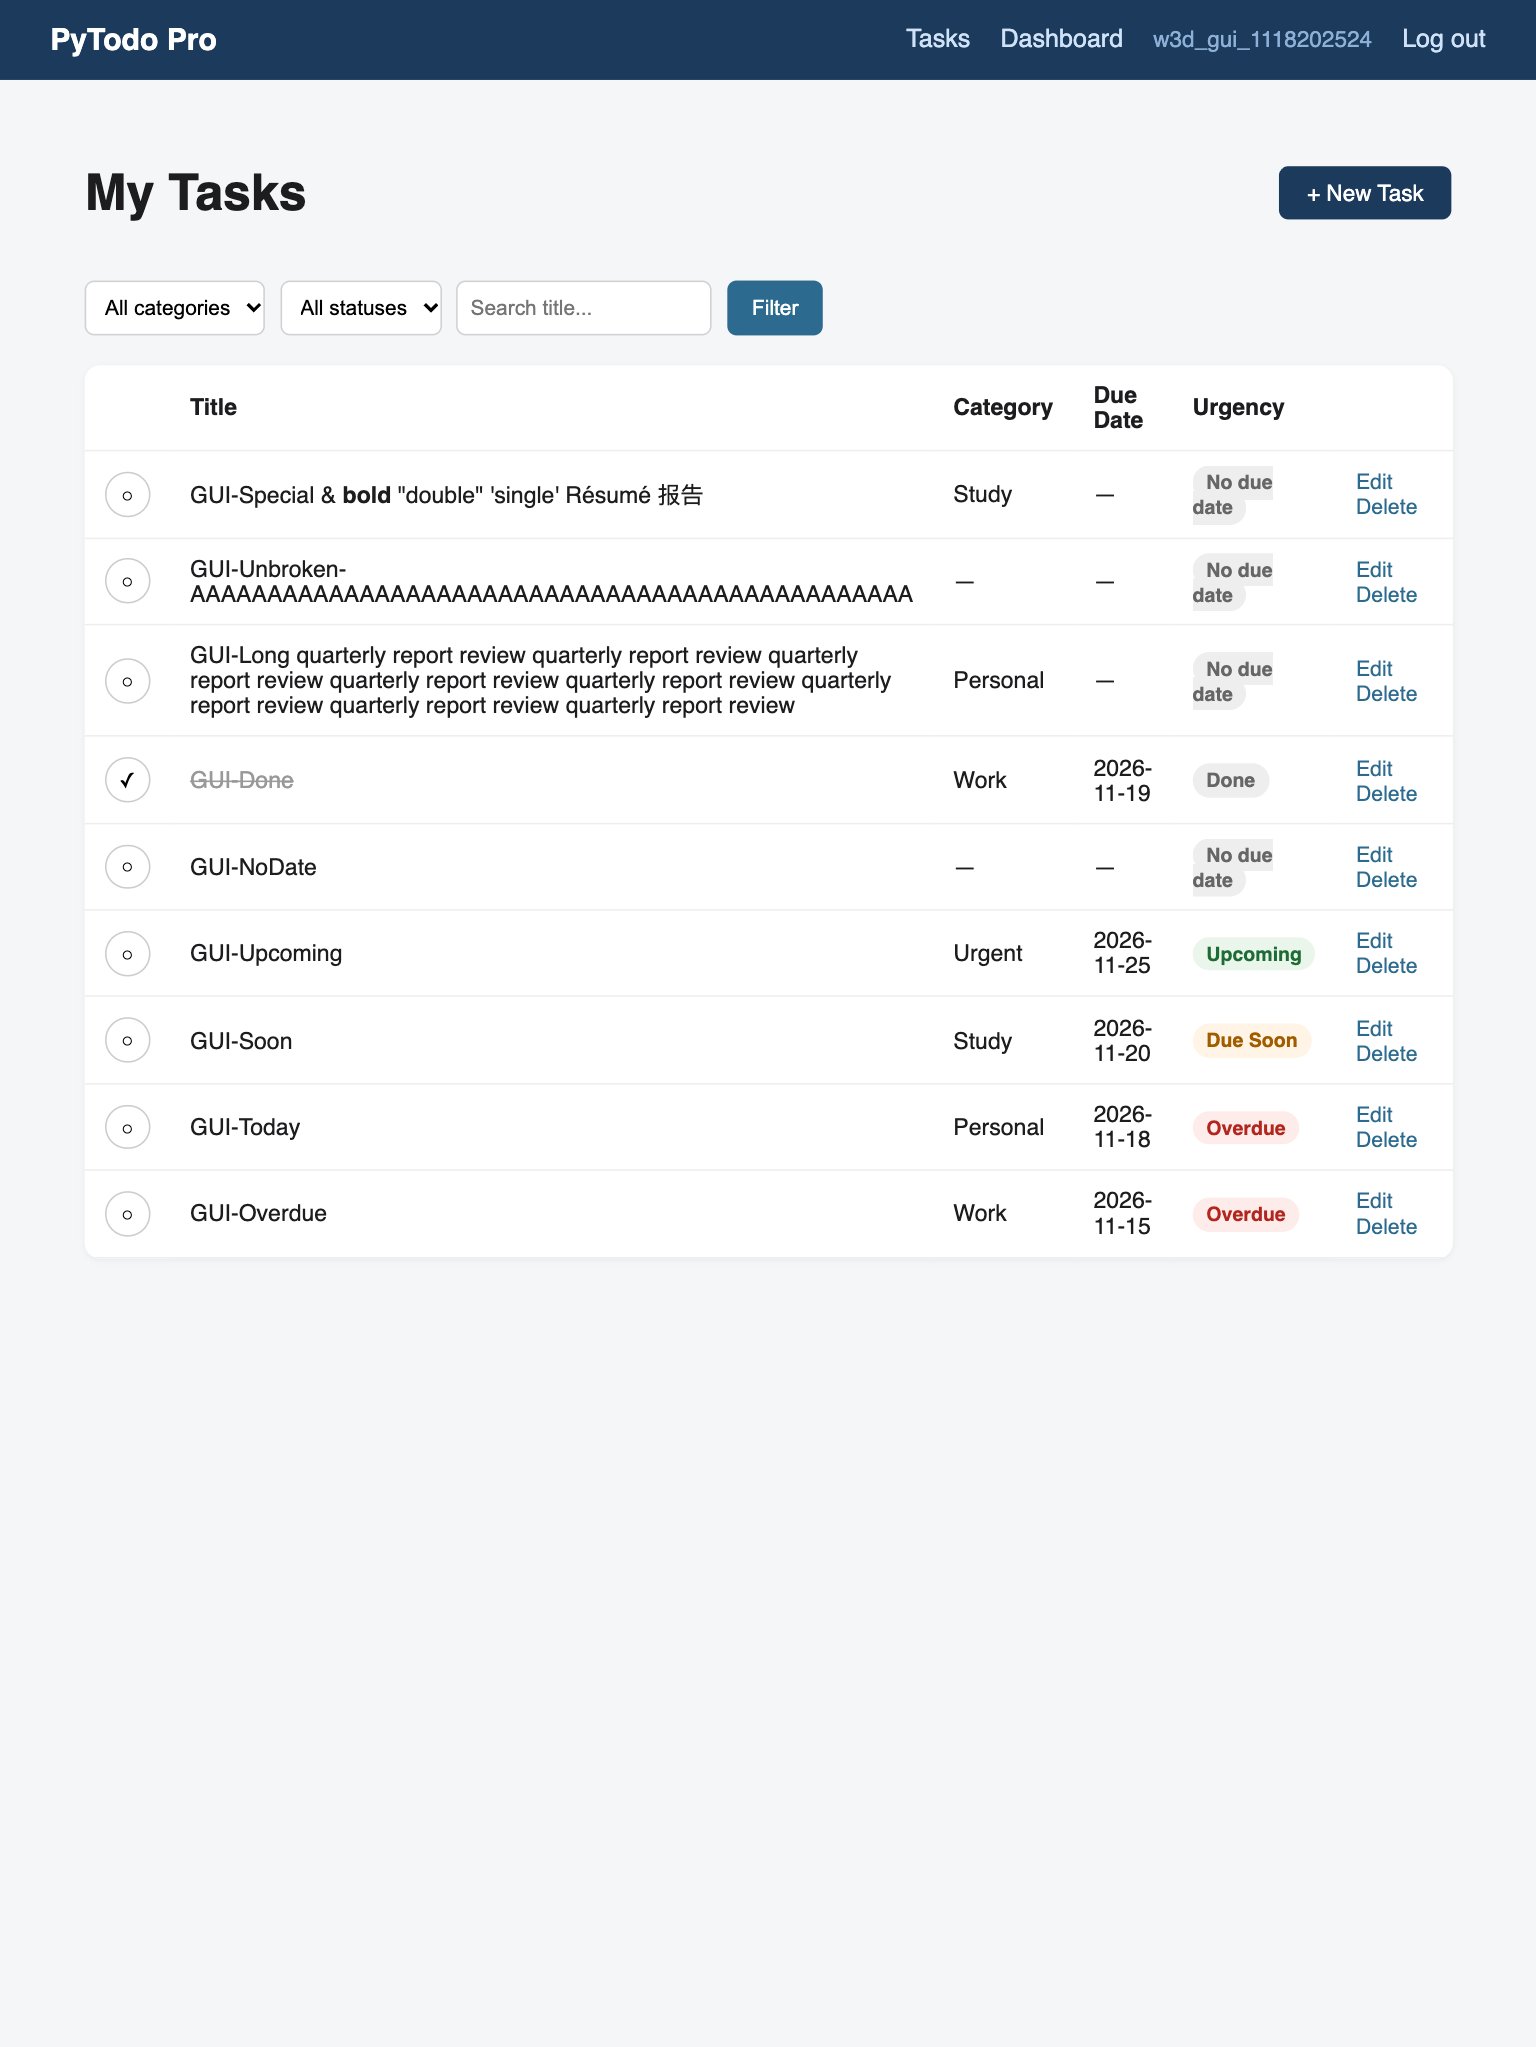 PyTodo Pro
Tasks Dashboard w3d_gui_1118202524 Log out
My Tasks
+ New Task
All categories All statuses Search title... Filter
Title Category Due Date Urgency
GUI-Special & bold "double" 'single' Résumé 报告 Study — No due date Edit Delete
GUI-Unbroken-
AAAAAAAAAAAAAAAAAAAAAAAAAAAAAAAAAAAAAAAAAAAAAAA — — No due date Edit Delete
GUI-Long quarterly report review quarterly report review quarterly
report review quarterly report review quarterly report review quarterly
report review quarterly report review quarterly report review Personal — No due date Edit Delete
✓ GUI-Done Work 2026-11-19 Done Edit Delete
GUI-NoDate — — No due date Edit Delete
GUI-Upcoming Urgent 2026-11-25 Upcoming Edit Delete
GUI-Soon Study 2026-11-20 Due Soon Edit Delete
GUI-Today Personal 2026-11-18 Overdue Edit Delete
GUI-Overdue Work 2026-11-15 Overdue Edit Delete